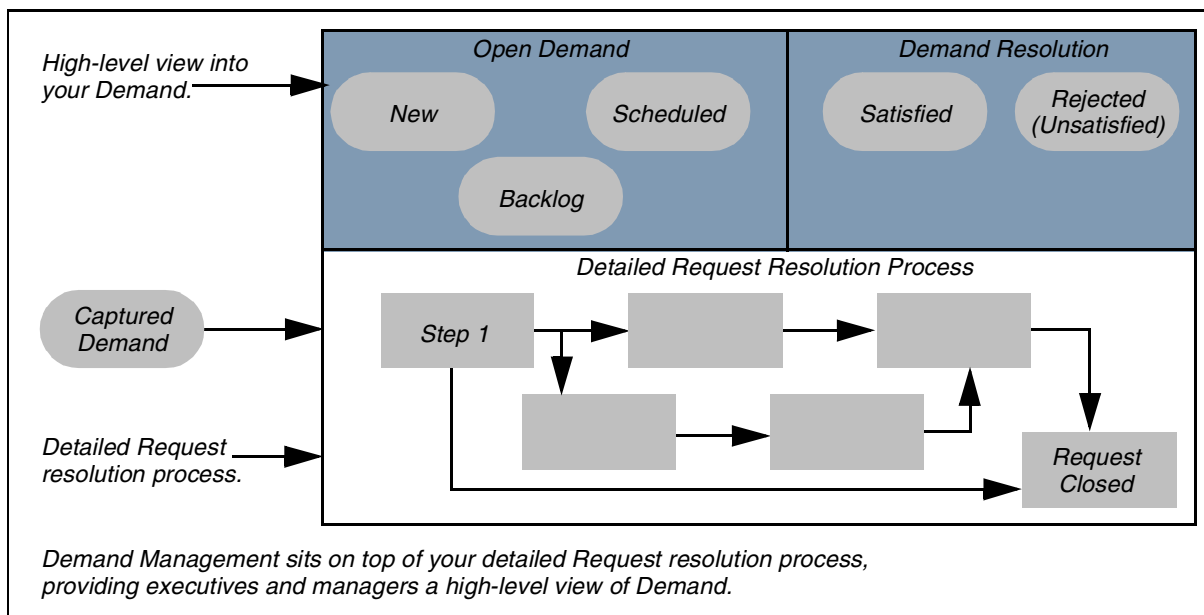 High-level view into
your Demand.
Open Demand
New
Scheduled
Backlog
Demand Resolution
Satisfied
Rejected
(Unsatisfied)
Detailed Request Resolution Process
Captured
Demand
Step 1
Detailed Request
resolution process.
Request
Closed
Demand Management sits on top of your detailed Request resolution process,
providing executives and managers a high-level view of Demand.